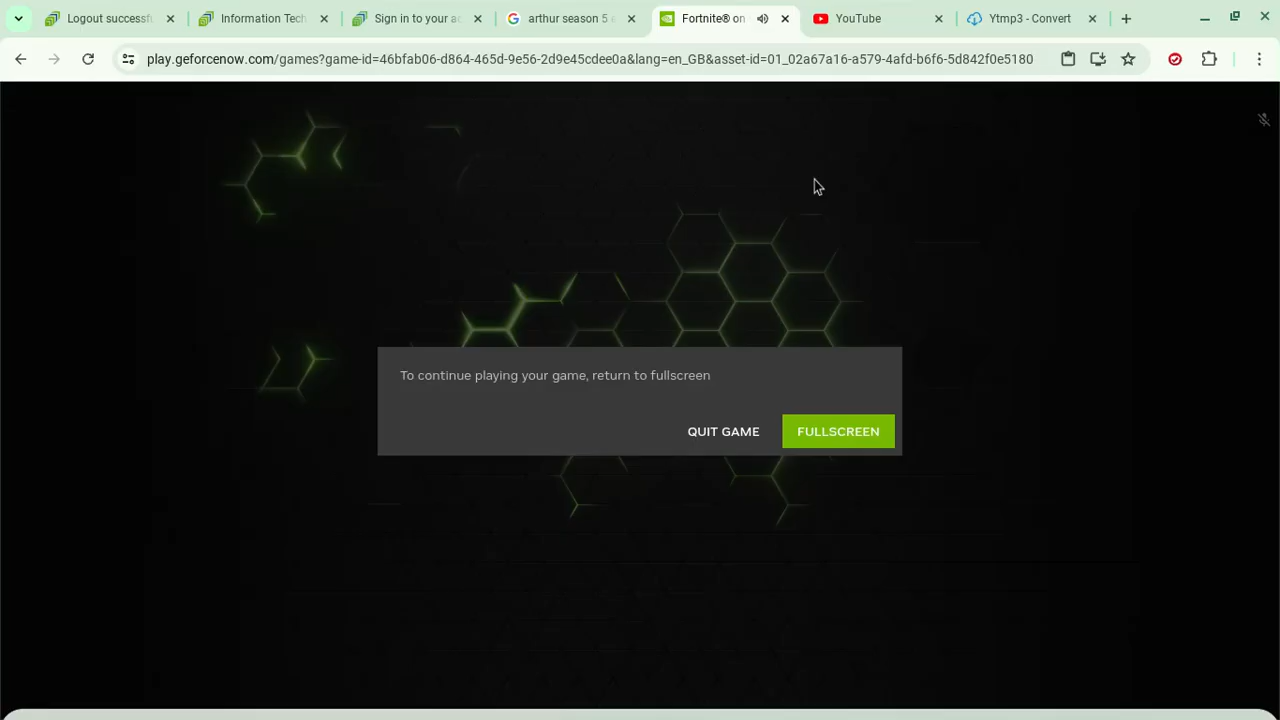 Logout successfu
Information Tech
Sign in to your ac
arthur season 5 e
Fortnite® on
YouTube
Ytmp3 - Convert
play.geforcenow.com/games?game-id=46bfab06-d864-465d-9e56-2d9e45cdee0a&lang=en_GB&asset-id=01_02a67a16-a579-4afd-b6f6-5d842f0e5180
To continue playing your game, return to fullscreen
QUIT GAME
FULLSCREEN